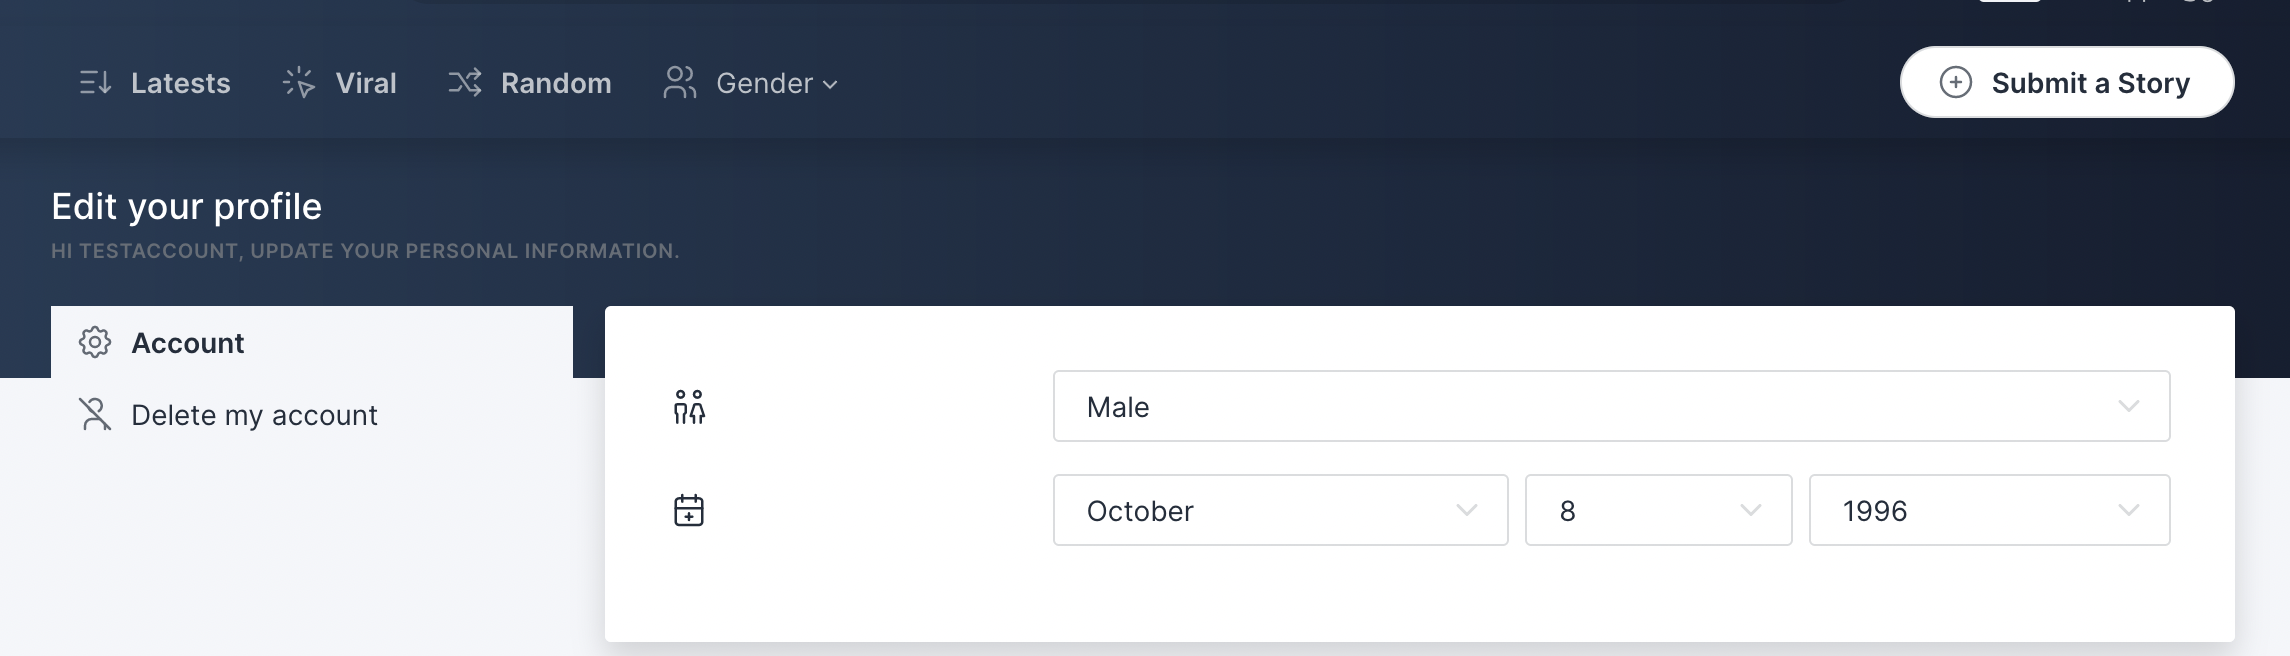 Latests Viral Random Gender Submit a Story
Edit your profile
HI TESTACCOUNT, UPDATE YOUR PERSONAL INFORMATION.
Account
Delete my account
Male
October 8 1996